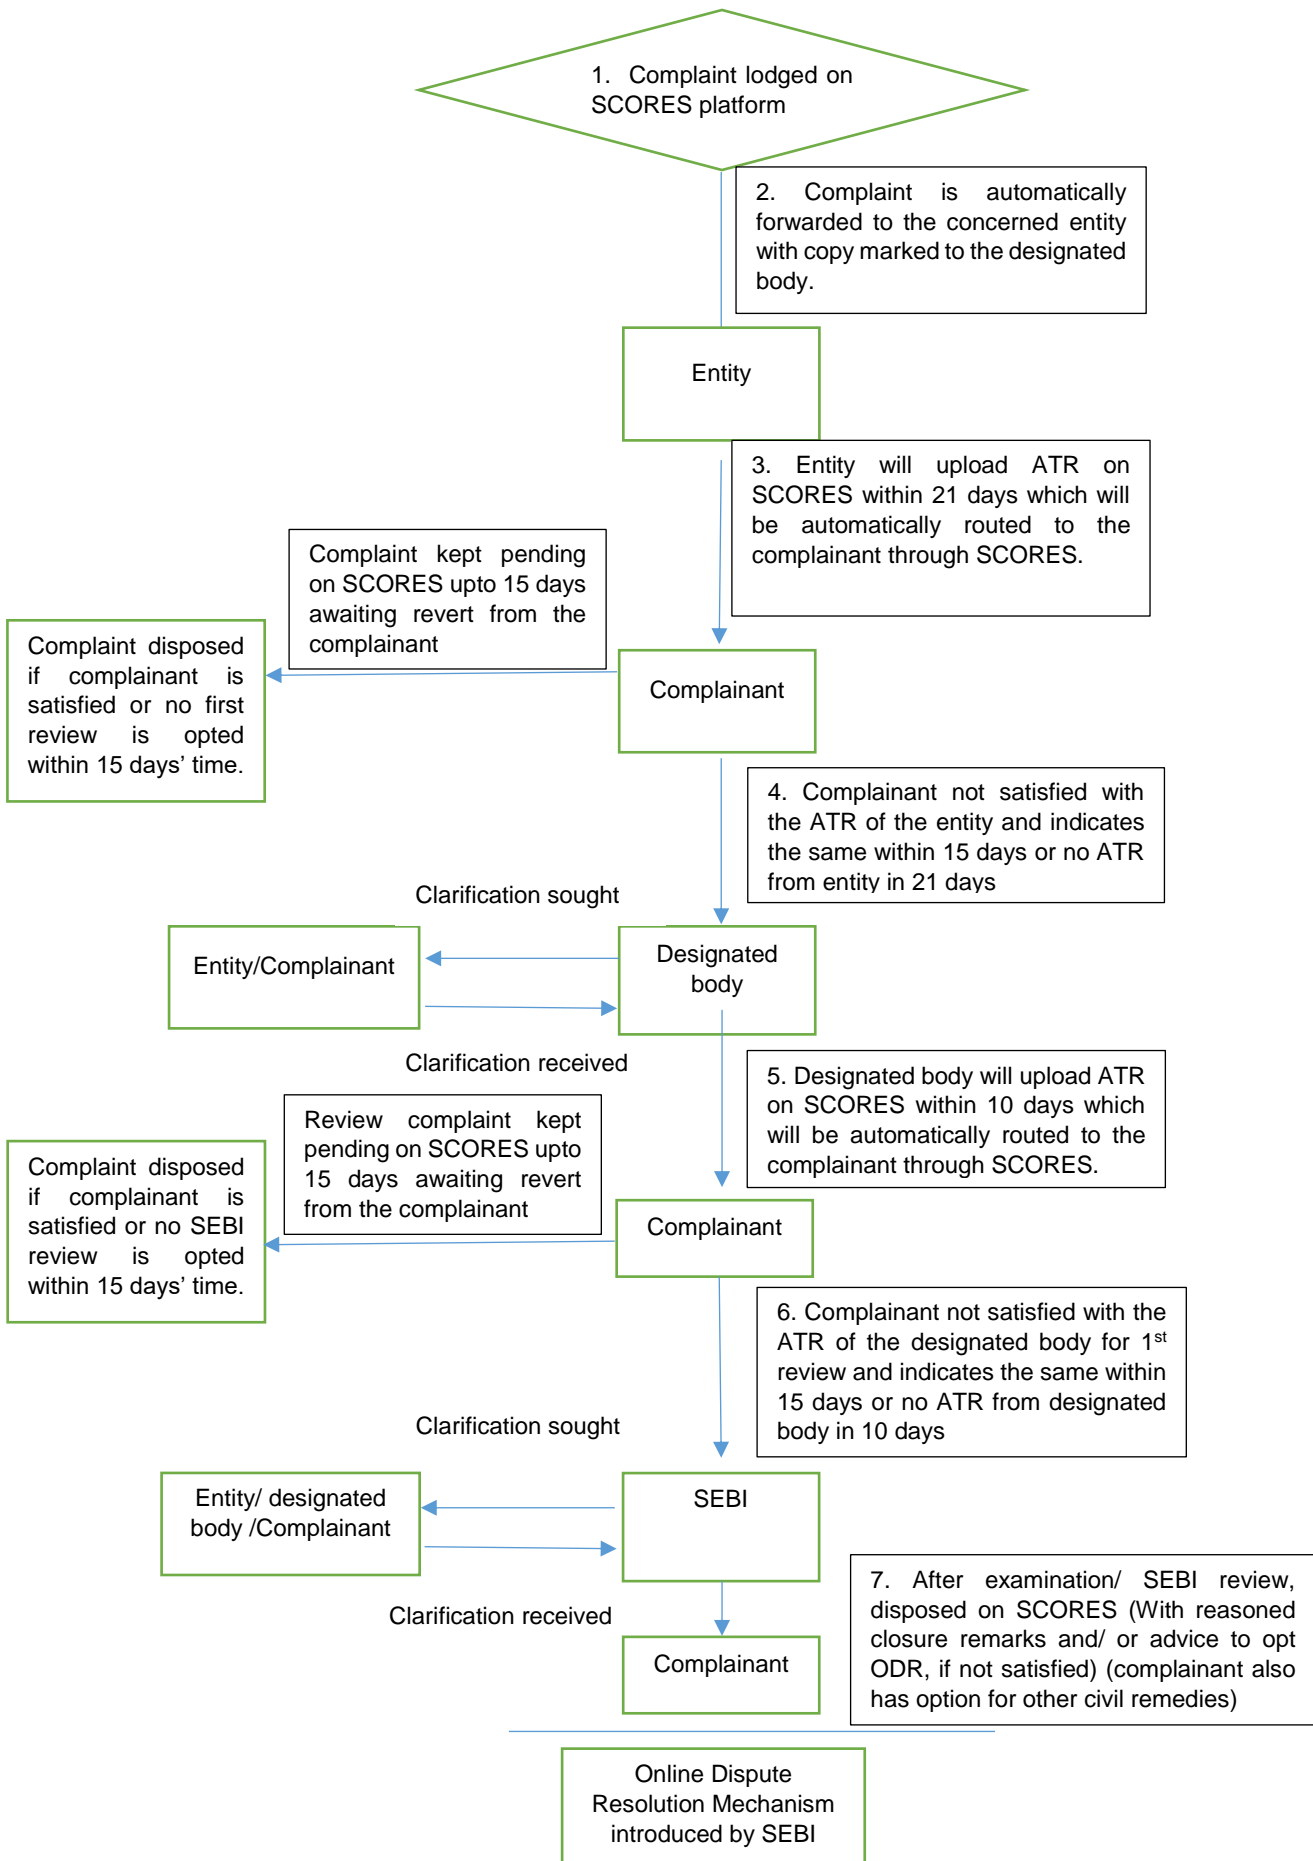 1. Complaint lodged on
SCORES platform
2. Complaint is automatically
forwarded to the concerned entity
with copy marked to the designated
body.
Entity
3. Entity will upload ATR on
SCORES within 21 days which will
be automatically routed to the
complainant through SCORES.
Complaint kept pending
on SCORES upto 15 days
awaiting revert from the
complainant
Complaint disposed
if complainant is
satisfied or no first
review is opted
within 15 days’ time.
Complainant
4. Complainant not satisfied with
the ATR of the entity and indicates
the same within 15 days or no ATR
from entity in 21 days
Clarification sought
Entity/Complainant
Designated
body
Clarification received
5. Designated body will upload ATR
on SCORES within 10 days which
will be automatically routed to the
complainant through SCORES.
Review complaint kept
pending on SCORES upto
15 days awaiting revert
from the complainant
Complaint disposed
if complainant is
satisfied or no SEBI
review is opted
within 15 days’ time.
Complainant
6. Complainant not satisfied with the
ATR of the designated body for 1st
review and indicates the same within
15 days or no ATR from designated
body in 10 days
Clarification sought
Entity/ designated
body /Complainant
SEBI
Clarification received
7. After examination/ SEBI review,
disposed on SCORES (With reasoned
closure remarks and/ or advice to opt
ODR, if not satisfied) (complainant also
has option for other civil remedies)
Complainant
Online Dispute
Resolution Mechanism
introduced by SEBI